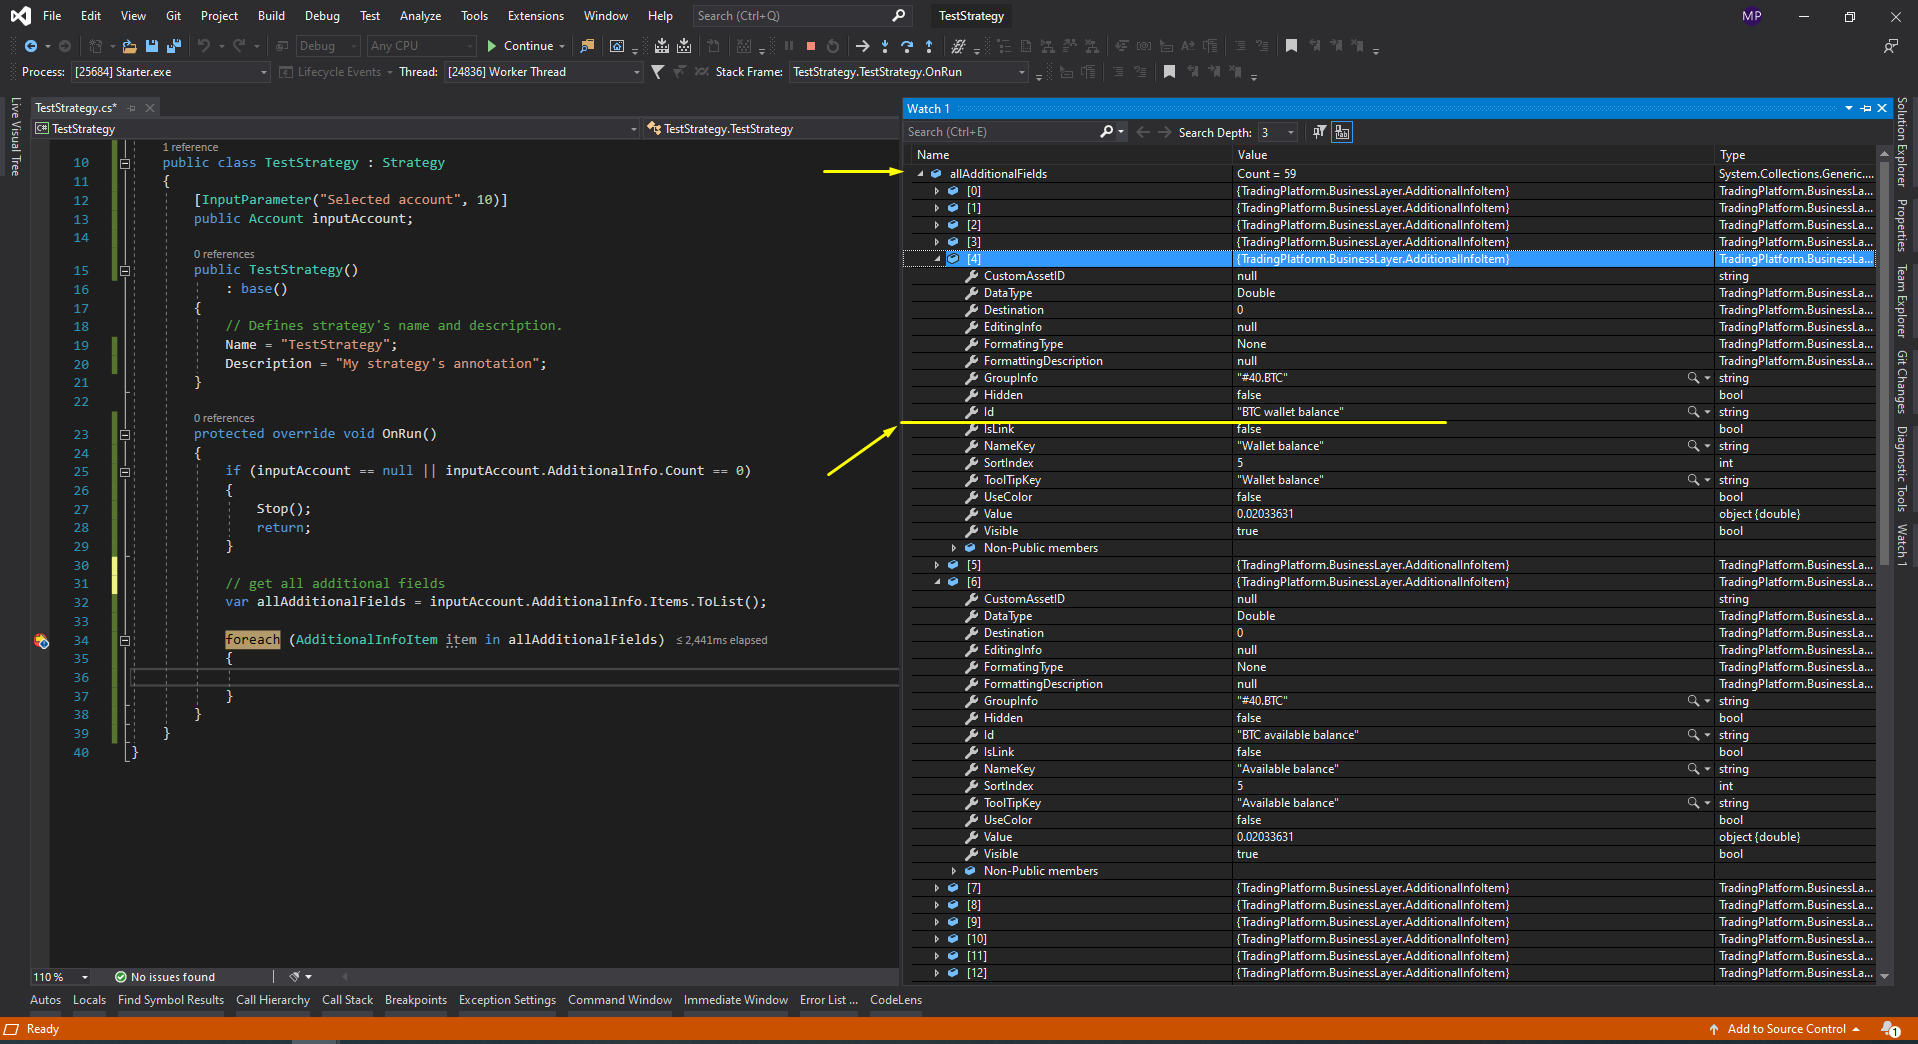 File Edit View Git Project Build Debug Test Analyze Tools Extensions Window Help Search (Ctrl+Q) TestStrategy MP
Debug Any CPU Continue
Process: [25684] Starter.exe Lifecycle Events Thread: [24836] Worker Thread Stack Frame: TestStrategy.TestStrategy.OnRun
Live Visual Tree
TestStrategy.cs*
C# TestStrategy TestStrategy.TestStrategy
1 reference
10 public class TestStrategy : Strategy
11 {
12 [InputParameter("Selected account", 10)]
13 public Account inputAccount;
14
0 references
15 public TestStrategy()
16 : base()
17 {
18 // Defines strategy's name and description.
19 Name = "TestStrategy";
20 Description = "My strategy's annotation";
21 }
22
0 references
23 protected override void OnRun()
24 {
25 if (inputAccount == null || inputAccount.AdditionalInfo.Count == 0)
26 {
27 Stop();
28 return;
29 }
30
31 // get all additional fields
32 var allAdditionalFields = inputAccount.AdditionalInfo.Items.ToList();
33
34 foreach (AdditionalInfoItem item in allAdditionalFields) ≤ 2,441ms elapsed
35 {
36
37 }
38 }
39 }
40 }
110 % No issues found
Watch 1
Search (Ctrl+E) Search Depth: 3
Name Value Type
allAdditionalFields Count = 59 System.Collections.Generic....
[0] {TradingPlatform.BusinessLayer.AdditionalInfoItem} TradingPlatform.BusinessLa...
[1] {TradingPlatform.BusinessLayer.AdditionalInfoItem} TradingPlatform.BusinessLa...
[2] {TradingPlatform.BusinessLayer.AdditionalInfoItem} TradingPlatform.BusinessLa...
[3] {TradingPlatform.BusinessLayer.AdditionalInfoItem} TradingPlatform.BusinessLa...
[4] {TradingPlatform.BusinessLayer.AdditionalInfoItem} TradingPlatform.BusinessLa...
CustomAssetID null string
DataType Double TradingPlatform.BusinessLa...
Destination 0 TradingPlatform.BusinessLa...
EditingInfo null TradingPlatform.BusinessLa...
FormatingType None TradingPlatform.BusinessLa...
FormattingDescription null TradingPlatform.BusinessLa...
GroupInfo "#40.BTC" string
Hidden false bool
Id "BTC wallet balance" string
IsLink false bool
NameKey "Wallet balance" string
SortIndex 5 int
ToolTipKey "Wallet balance" string
UseColor false bool
Value 0.02033631 object {double}
Visible true bool
Non-Public members
[5] {TradingPlatform.BusinessLayer.AdditionalInfoItem} TradingPlatform.BusinessLa...
[6] {TradingPlatform.BusinessLayer.AdditionalInfoItem} TradingPlatform.BusinessLa...
CustomAssetID null string
DataType Double TradingPlatform.BusinessLa...
Destination 0 TradingPlatform.BusinessLa...
EditingInfo null TradingPlatform.BusinessLa...
FormatingType None TradingPlatform.BusinessLa...
FormattingDescription null TradingPlatform.BusinessLa...
GroupInfo "#40.BTC" string
Hidden false bool
Id "BTC available balance" string
IsLink false bool
NameKey "Available balance" string
SortIndex 5 int
ToolTipKey "Available balance" string
UseColor false bool
Value 0.02033631 object {double}
Visible true bool
Non-Public members
[7] {TradingPlatform.BusinessLayer.AdditionalInfoItem} TradingPlatform.BusinessLa...
[8] {TradingPlatform.BusinessLayer.AdditionalInfoItem} TradingPlatform.BusinessLa...
[9] {TradingPlatform.BusinessLayer.AdditionalInfoItem} TradingPlatform.BusinessLa...
[10] {TradingPlatform.BusinessLayer.AdditionalInfoItem} TradingPlatform.BusinessLa...
[11] {TradingPlatform.BusinessLayer.AdditionalInfoItem} TradingPlatform.BusinessLa...
[12] {TradingPlatform.BusinessLayer.AdditionalInfoItem} TradingPlatform.BusinessLa...
Solution Explorer
Properties
Team Explorer
Git Changes
Diagnostic Tools
Watch 1
Autos Locals Find Symbol Results Call Hierarchy Call Stack Breakpoints Exception Settings Command Window Immediate Window Error List ... CodeLens
Ready Add to Source Control 1